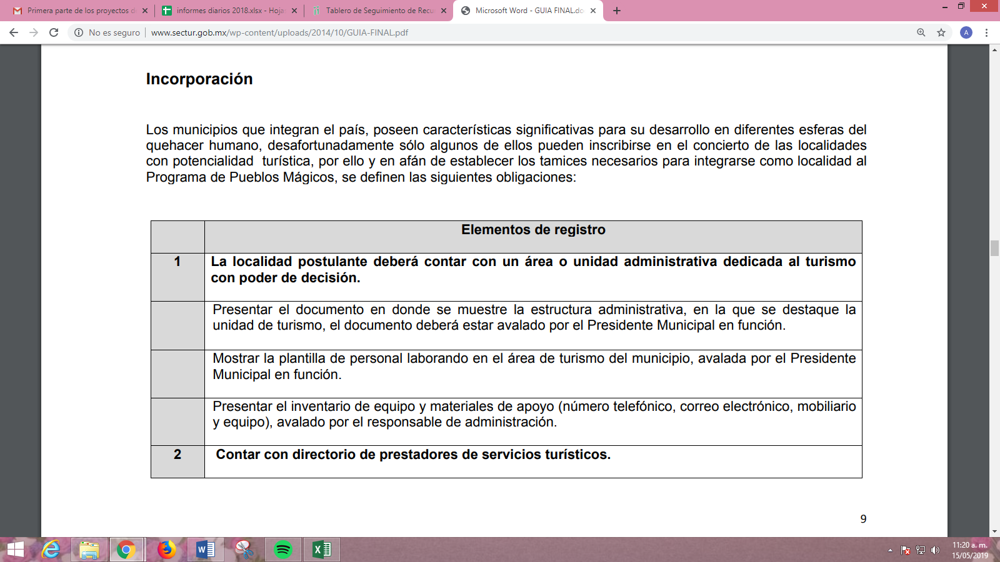 Primera parte de los proyectos d
informes diarios 2018.xlsx - Hoja
Tablero de Seguimiento de Recu
Microsoft Word - GUIA FINAL.do
No es seguro
www.sectur.gob.mx/wp-content/uploads/2014/10/GUIA-FINAL.pdf
A
Incorporación
Los municipios que integran el país, poseen características significativas para su desarrollo en diferentes esferas del
quehacer humano, desafortunadamente sólo algunos de ellos pueden inscribirse en el concierto de las localidades
con potencialidad turística, por ello y en afán de establecer los tamices necesarios para integrarse como localidad al
Programa de Pueblos Mágicos, se definen las siguientes obligaciones:
Elementos de registro
1 La localidad postulante deberá contar con un área o unidad administrativa dedicada al turismo
con poder de decisión.
Presentar el documento en donde se muestre la estructura administrativa, en la que se destaque la
unidad de turismo, el documento deberá estar avalado por el Presidente Municipal en función.
Mostrar la plantilla de personal laborando en el área de turismo del municipio, avalada por el Presidente
Municipal en función.
Presentar el inventario de equipo y materiales de apoyo (número telefónico, correo electrónico, mobiliario
y equipo), avalado por el responsable de administración.
2 Contar con directorio de prestadores de servicios turísticos.
9
11:20 a. m.
15/05/2019